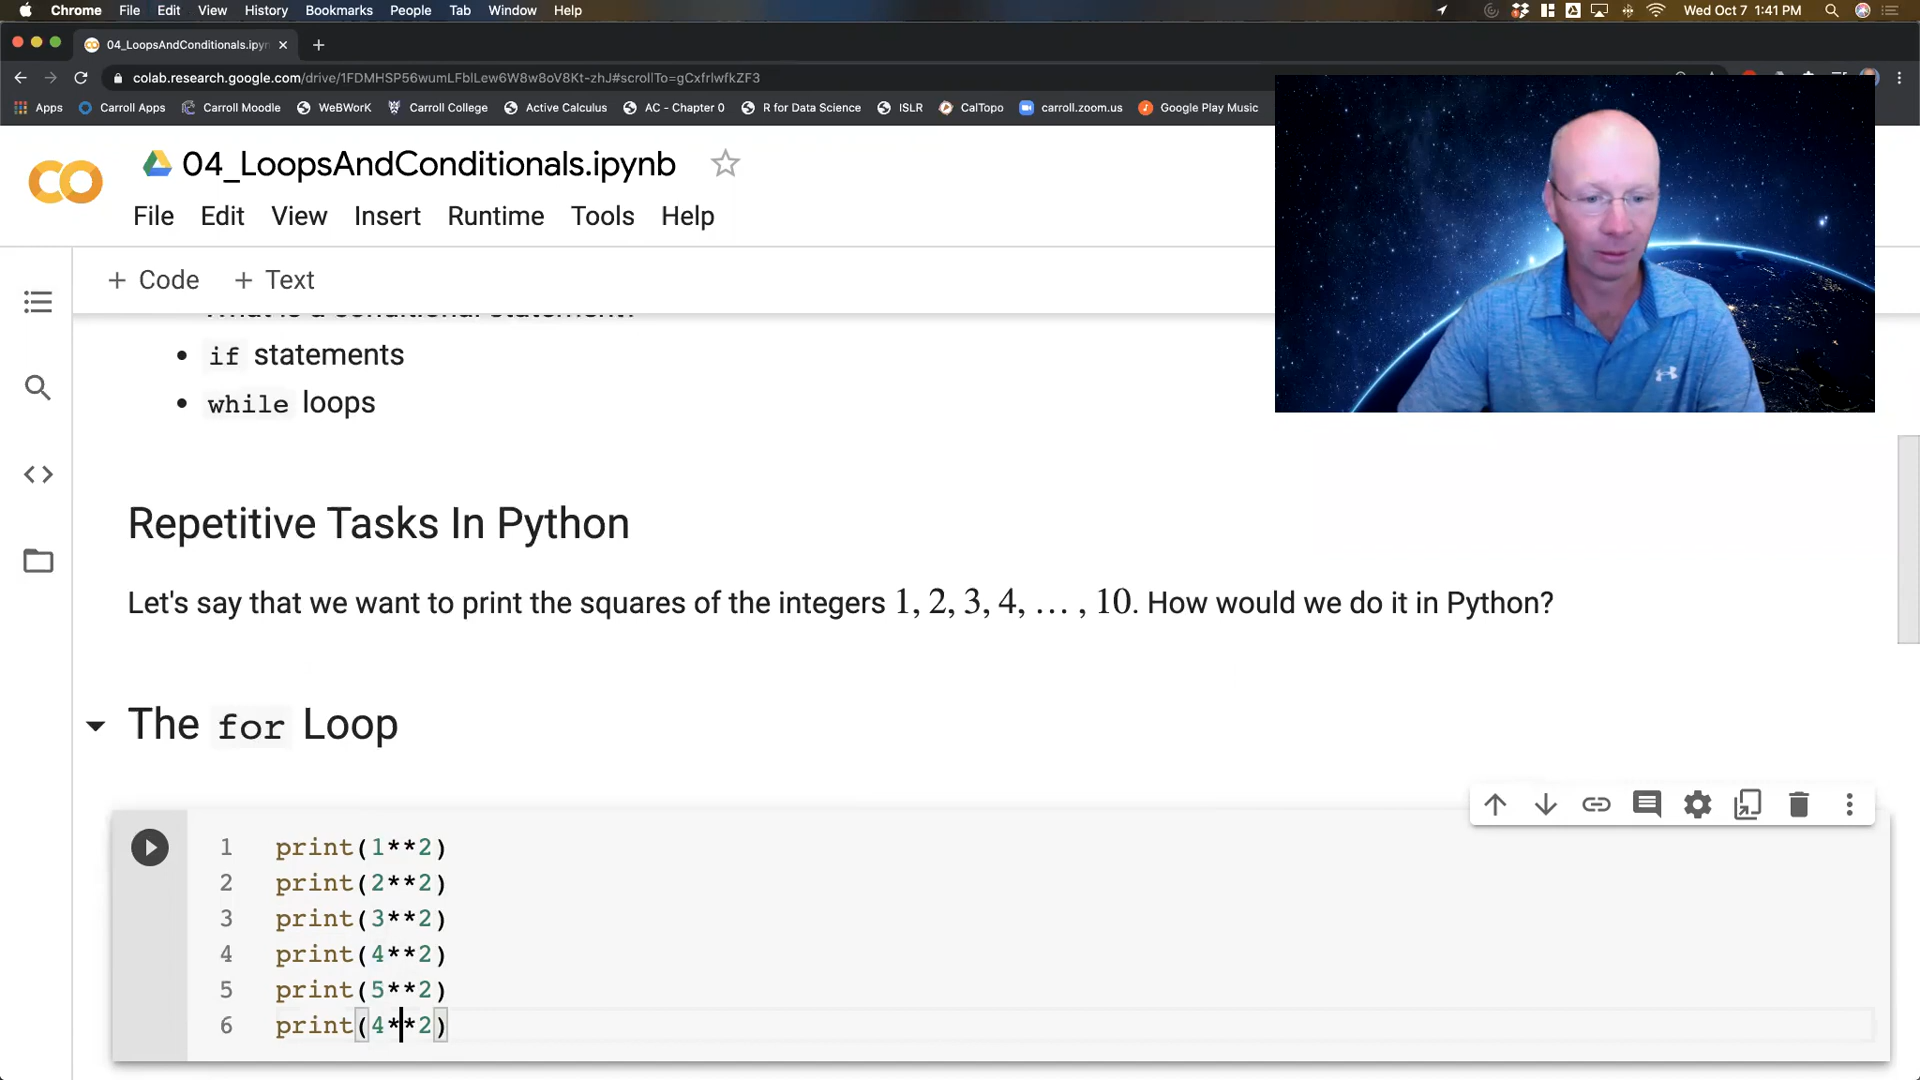 Chrome File Edit View History Bookmarks People Tab Window Help Wed Oct 7 1:41 PM
04_LoopsAndConditionals.ipyn
colab.research.google.com/drive/1FDMHSP56wumLFblLew6W8w8oV8Kt-zhJ#scrollTo=gCxfrlwfkZF3
Apps Carroll Apps Carroll Moodle WeBWorK Carroll College Active Calculus AC - Chapter 0 R for Data Science ISLR CalTopo carroll.zoom.us Google Play Music
04_LoopsAndConditionals.ipynb
File Edit View Insert Runtime Tools Help
+ Code + Text
What is a conditional statement?
• if statements
• while loops
Repetitive Tasks In Python
Let's say that we want to print the squares of the integers 1, 2, 3, 4, … , 10. How would we do it in Python?
The for Loop
1 print(1**2)
2 print(2**2)
3 print(3**2)
4 print(4**2)
5 print(5**2)
6 print(4**2)